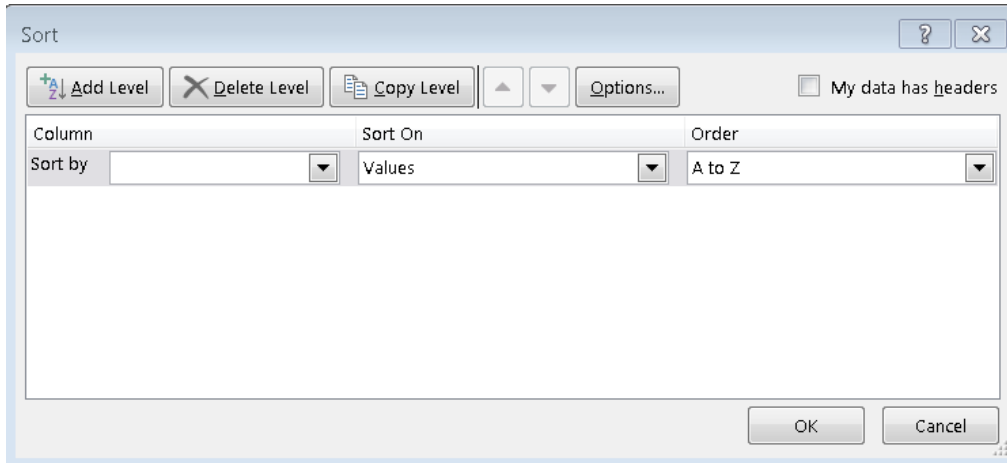 Sort
Add Level Delete Level Copy Level Options... My data has headers
Column Sort On Order
Sort by Values A to Z
OK Cancel